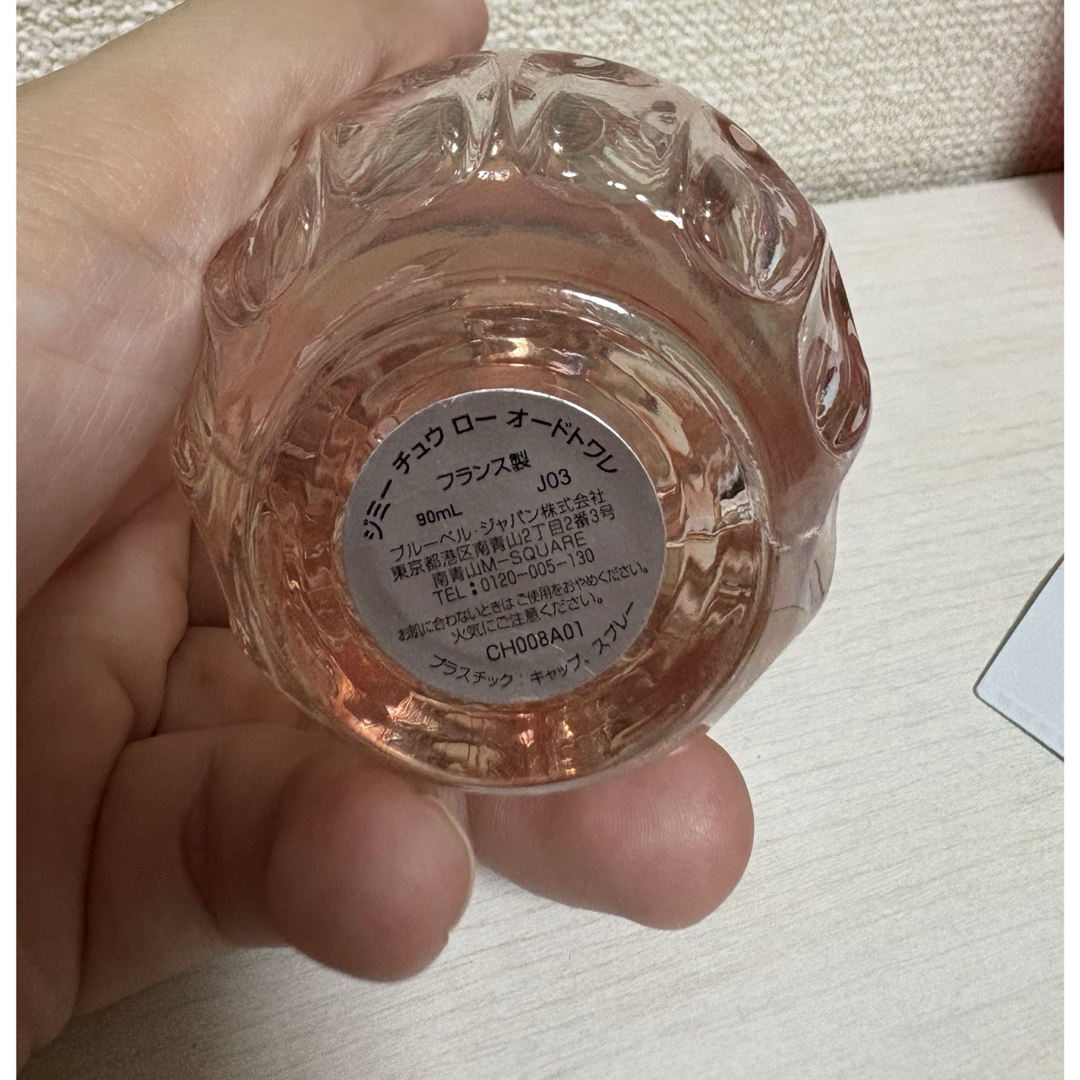 ジミー チュウ ロー オードトワレ
フランス製
J03
90mL
ブルーベル・ジャパン株式会社
東京都港区南青山2丁目2番3号
南青山M-SQUARE
TEL:0120-005-130
お肌に合わないときは ご使用をおやめください。
火気にご注意ください。
CH008A01
プラスチック:キャップ、スプレー